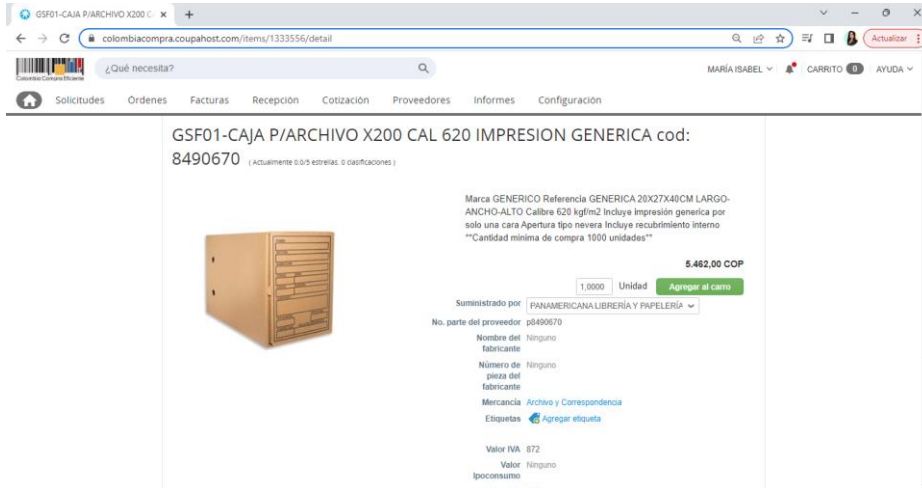 GSF01-CAJA P/ARCHIVO X200 C
colombiacompra.coupahost.com/items/1333556/detail
Actualizar
Colombia Compra Eficiente
¿Qué necesita?
MARÍA ISABEL
CARRITO 0
AYUDA
Solicitudes Órdenes Facturas Recepción Cotización Proveedores Informes Configuración
GSF01-CAJA P/ARCHIVO X200 CAL 620 IMPRESION GENERICA cod:
8490670 ( Actualmente 0.0/5 estrellas. 0 clasificaciones )
Marca GENERICO Referencia GENERICA 20X27X40CM LARGO-
ANCHO-ALTO Calibre 620 kgf/m2 Incluye impresión generica por
solo una cara Apertura tipo nevera Incluye recubrimiento interno
**Cantidad mínima de compra 1000 unidades**
5.462,00 COP
1,0000 Unidad Agregar al carro
Suministrado por PANAMERICANA LIBRERÍA Y PAPELERÍA
No. parte del proveedor p8490670
Nombre del Ninguno
fabricante
Número de Ninguno
pieza del
fabricante
Mercancía Archivo y Correspondencia
Etiquetas Agregar etiqueta
Valor IVA 872
Valor Ninguno
Ipoconsumo